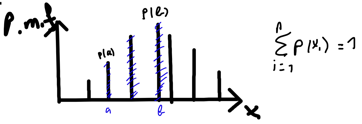 P.m.f
P(a)
P(b)
a
b
x
n
∑ P(xᵢ) = 1
i=1